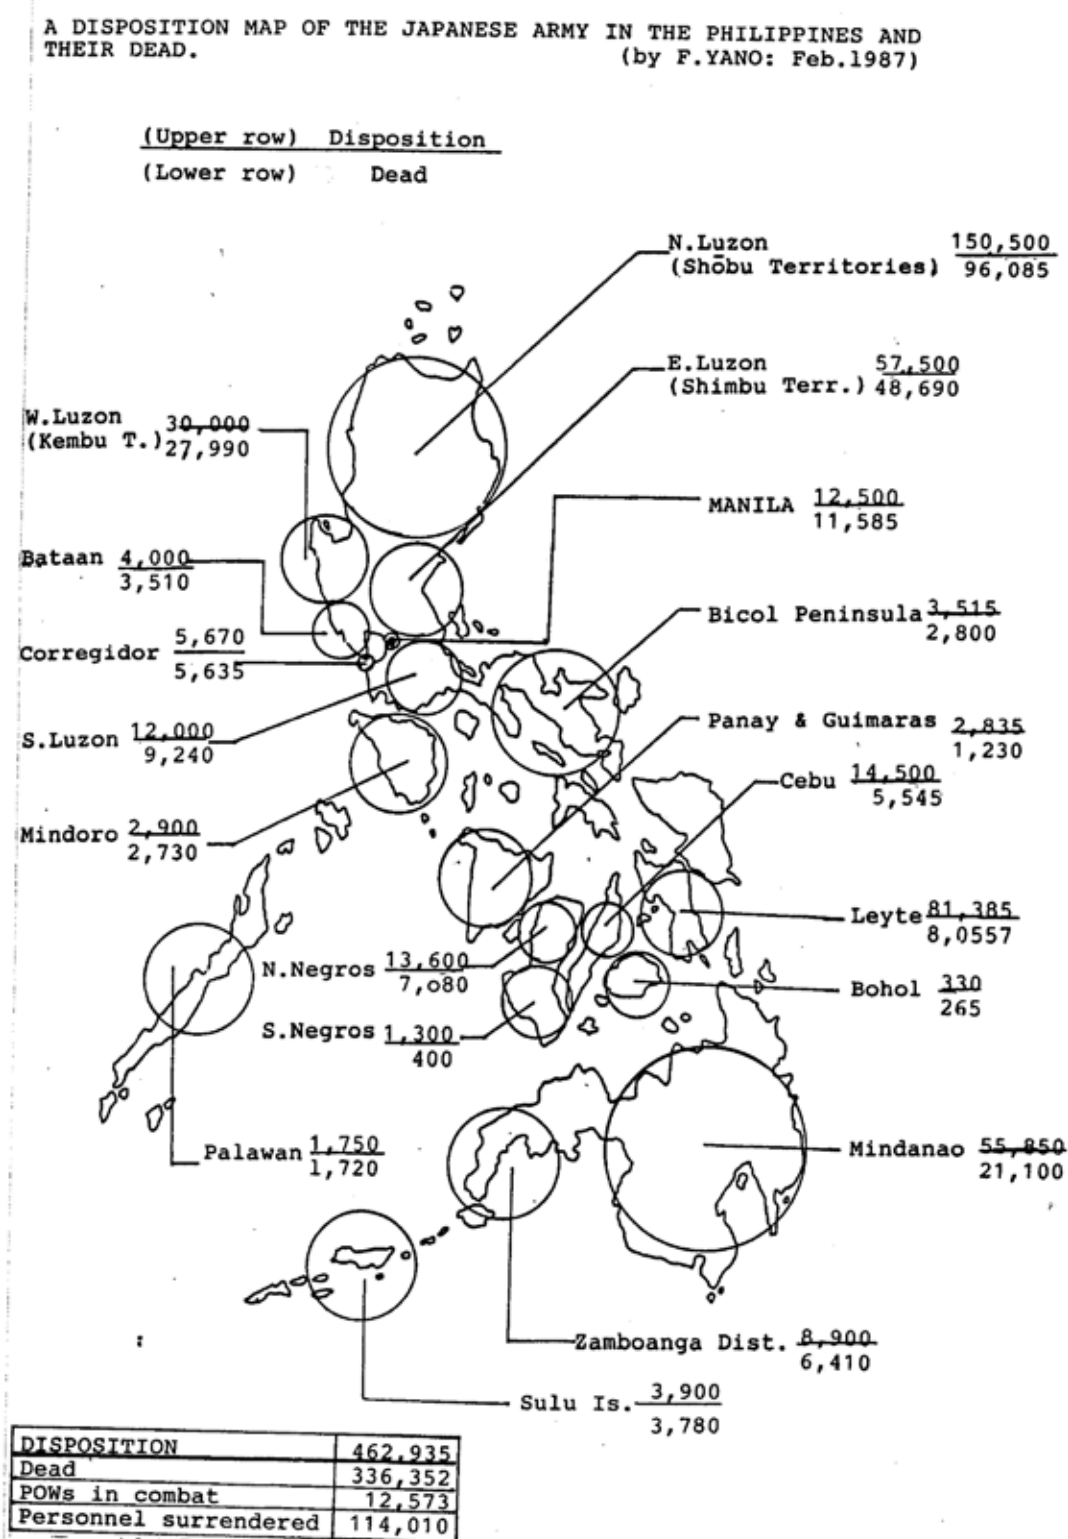 A DISPOSITION MAP OF THE JAPANESE ARMY IN THE PHILIPPINES AND
THEIR DEAD. (by F.YANO: Feb.1987)
(Upper row) Disposition
(Lower row) Dead
N.Luzon 150,500
(Shōbu Territories) 96,085
E.Luzon 57,500
(Shimbu Terr.) 48,690
W.Luzon 30,000
(Kembu T.) 27,990
MANILA 12,500
11,585
Bataan 4,000
3,510
Bicol Peninsula 3,515
2,800
Corregidor 5,670
5,635
Panay & Guimaras 2,835
1,230
S.Luzon 12,000
9,240
Cebu 14,500
5,545
Mindoro 2,900
2,730
Leyte 81,385
8,0557
N.Negros 13,600
7,080
Bohol 330
265
S.Negros 1,300
400
Palawan 1,750
1,720
Mindanao 55,850
21,100
Zamboanga Dist. 8,900
6,410
Sulu Is. 3,900
3,780
DISPOSITION 462,935
Dead 336,352
POWs in combat 12,573
Personnel surrendered 114,010